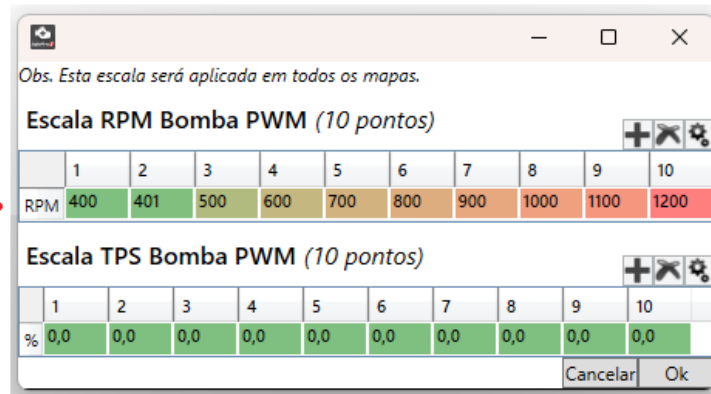 Obs. Esta escala será aplicada em todos os mapas.
Escala RPM Bomba PWM (10 pontos)
1 2 3 4 5 6 7 8 9 10
RPM 400 401 500 600 700 800 900 1000 1100 1200
Escala TPS Bomba PWM (10 pontos)
1 2 3 4 5 6 7 8 9 10
% 0,0 0,0 0,0 0,0 0,0 0,0 0,0 0,0 0,0 0,0
Cancelar Ok